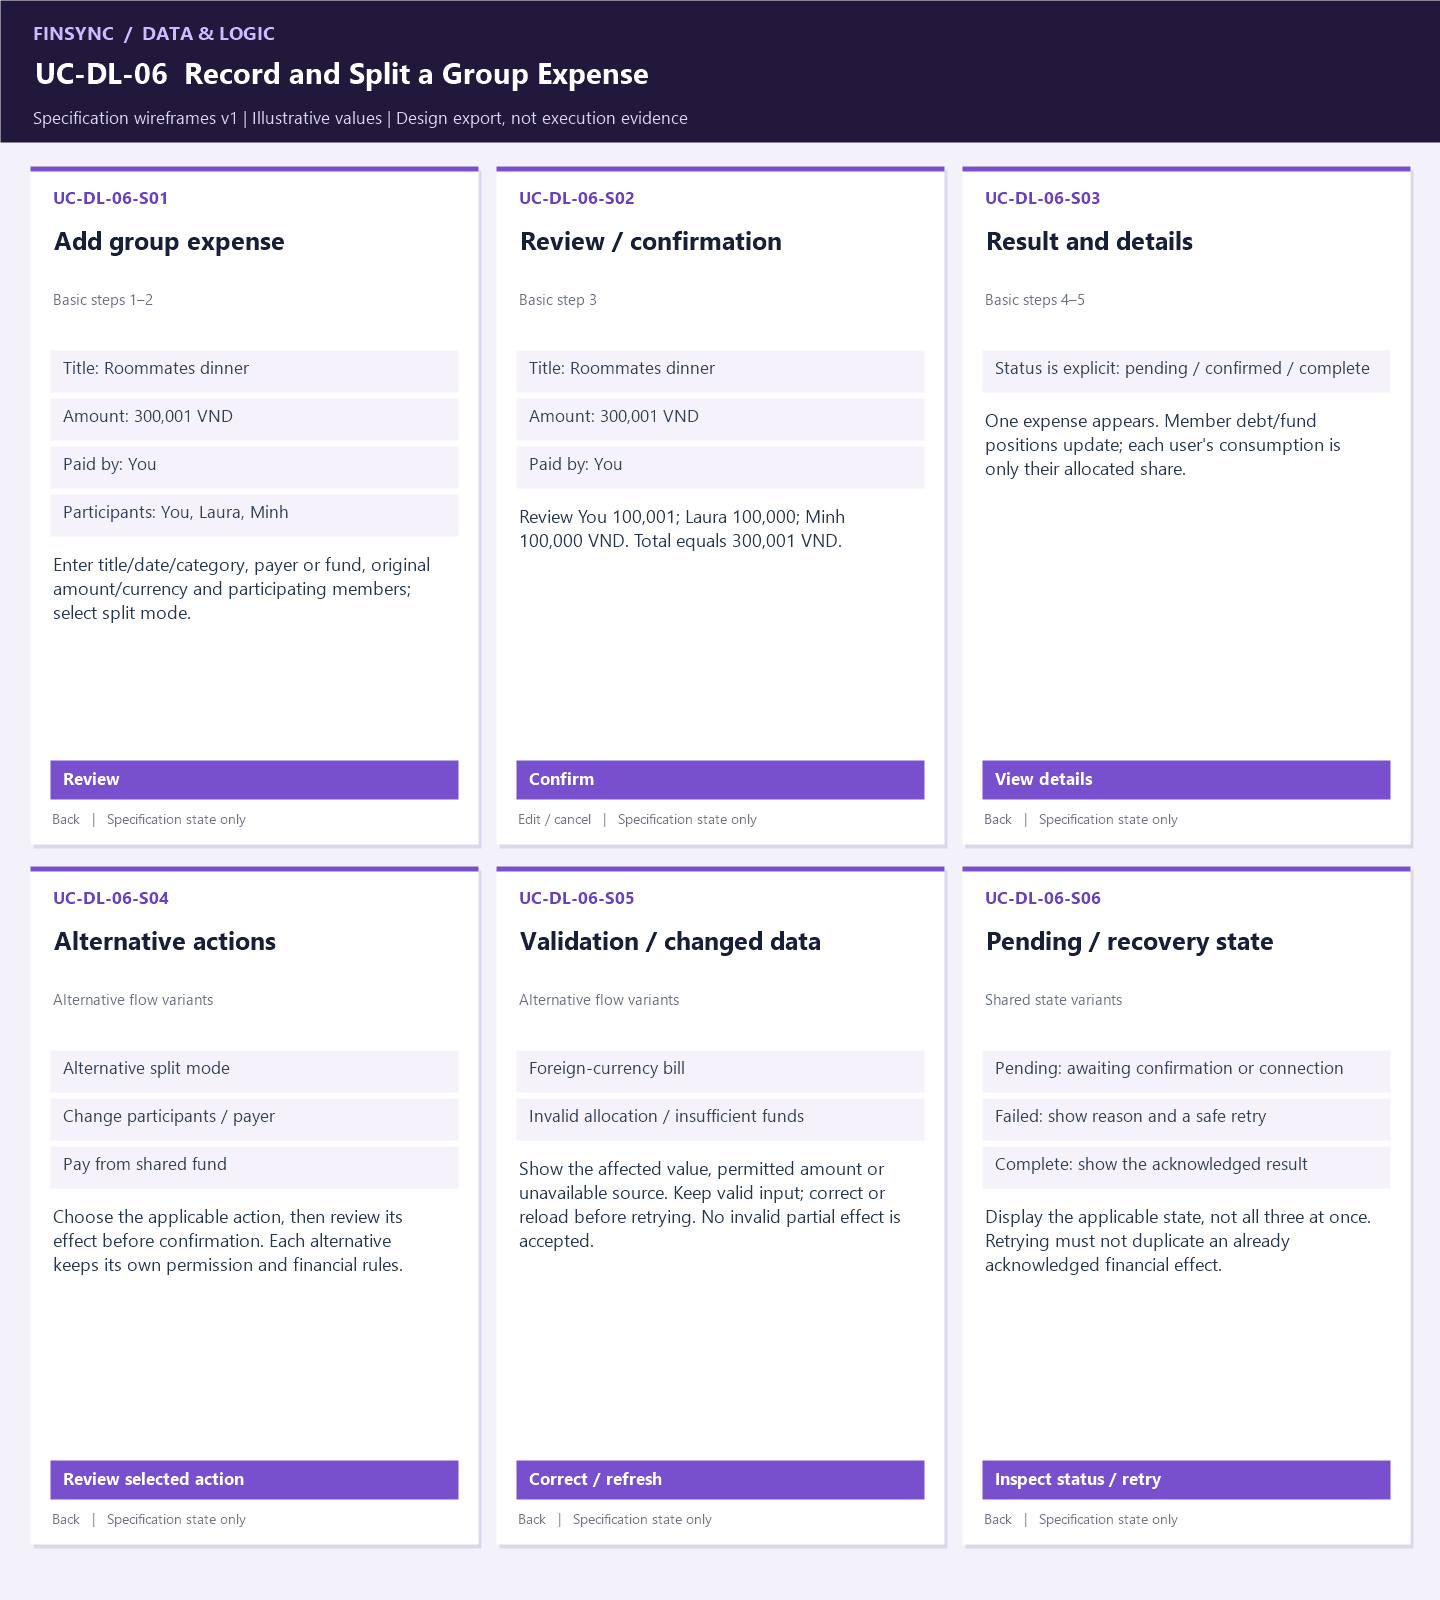 FINSYNC / DATA & LOGIC
UC-DL-06 Record and Split a Group Expense
Specification wireframes v1 | Illustrative values | Design export, not execution evidence
UC-DL-06-S01
Add group expense
Basic steps 1–2
Title: Roommates dinner
Amount: 300,001 VND
Paid by: You
Participants: You, Laura, Minh
Enter title/date/category, payer or fund, original
amount/currency and participating members;
select split mode.
Review
Back | Specification state only
UC-DL-06-S02
Review / confirmation
Basic step 3
Title: Roommates dinner
Amount: 300,001 VND
Paid by: You
Review You 100,001; Laura 100,000; Minh
100,000 VND. Total equals 300,001 VND.
Confirm
Edit / cancel | Specification state only
UC-DL-06-S03
Result and details
Basic steps 4–5
Status is explicit: pending / confirmed / complete
One expense appears. Member debt/fund
positions update; each user's consumption is
only their allocated share.
View details
Back | Specification state only
UC-DL-06-S04
Alternative actions
Alternative flow variants
Alternative split mode
Change participants / payer
Pay from shared fund
Choose the applicable action, then review its
effect before confirmation. Each alternative
keeps its own permission and financial rules.
Review selected action
Back | Specification state only
UC-DL-06-S05
Validation / changed data
Alternative flow variants
Foreign-currency bill
Invalid allocation / insufficient funds
Show the affected value, permitted amount or
unavailable source. Keep valid input; correct or
reload before retrying. No invalid partial effect is
accepted.
Correct / refresh
Back | Specification state only
UC-DL-06-S06
Pending / recovery state
Shared state variants
Pending: awaiting confirmation or connection
Failed: show reason and a safe retry
Complete: show the acknowledged result
Display the applicable state, not all three at once.
Retrying must not duplicate an already
acknowledged financial effect.
Inspect status / retry
Back | Specification state only